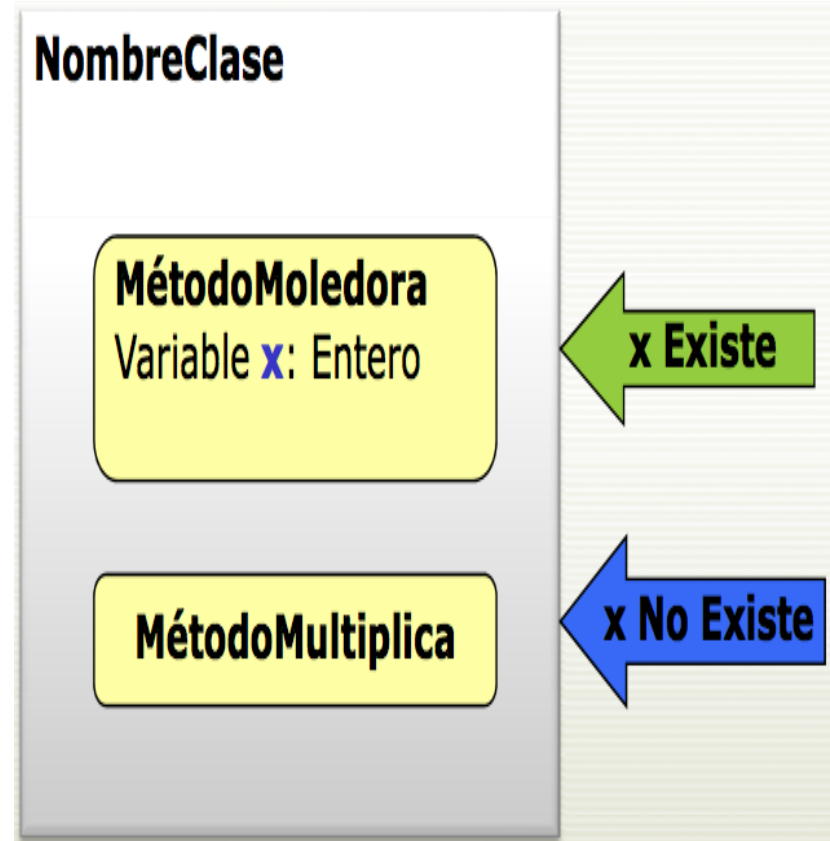 NombreClase
MétodoMoledora
Variable x: Entero
x Existe
MétodoMultiplica
x No Existe